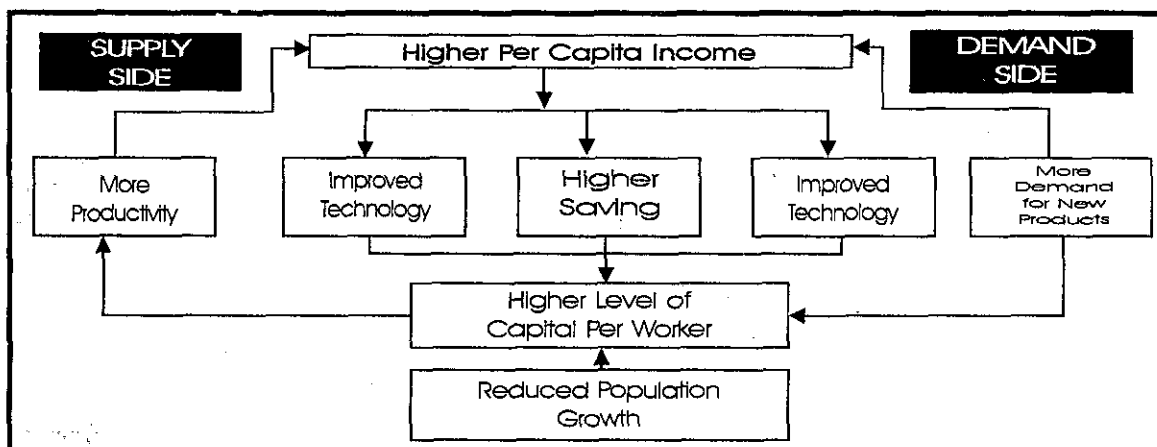 SUPPLY
SIDE
Higher Per Capita Income
DEMAND
SIDE
More
Productivity
Improved
Technology
Higher
Saving
Improved
Technology
More
Demand
for New
Products
Higher Level of
Capital Per Worker
Reduced Population
Growth